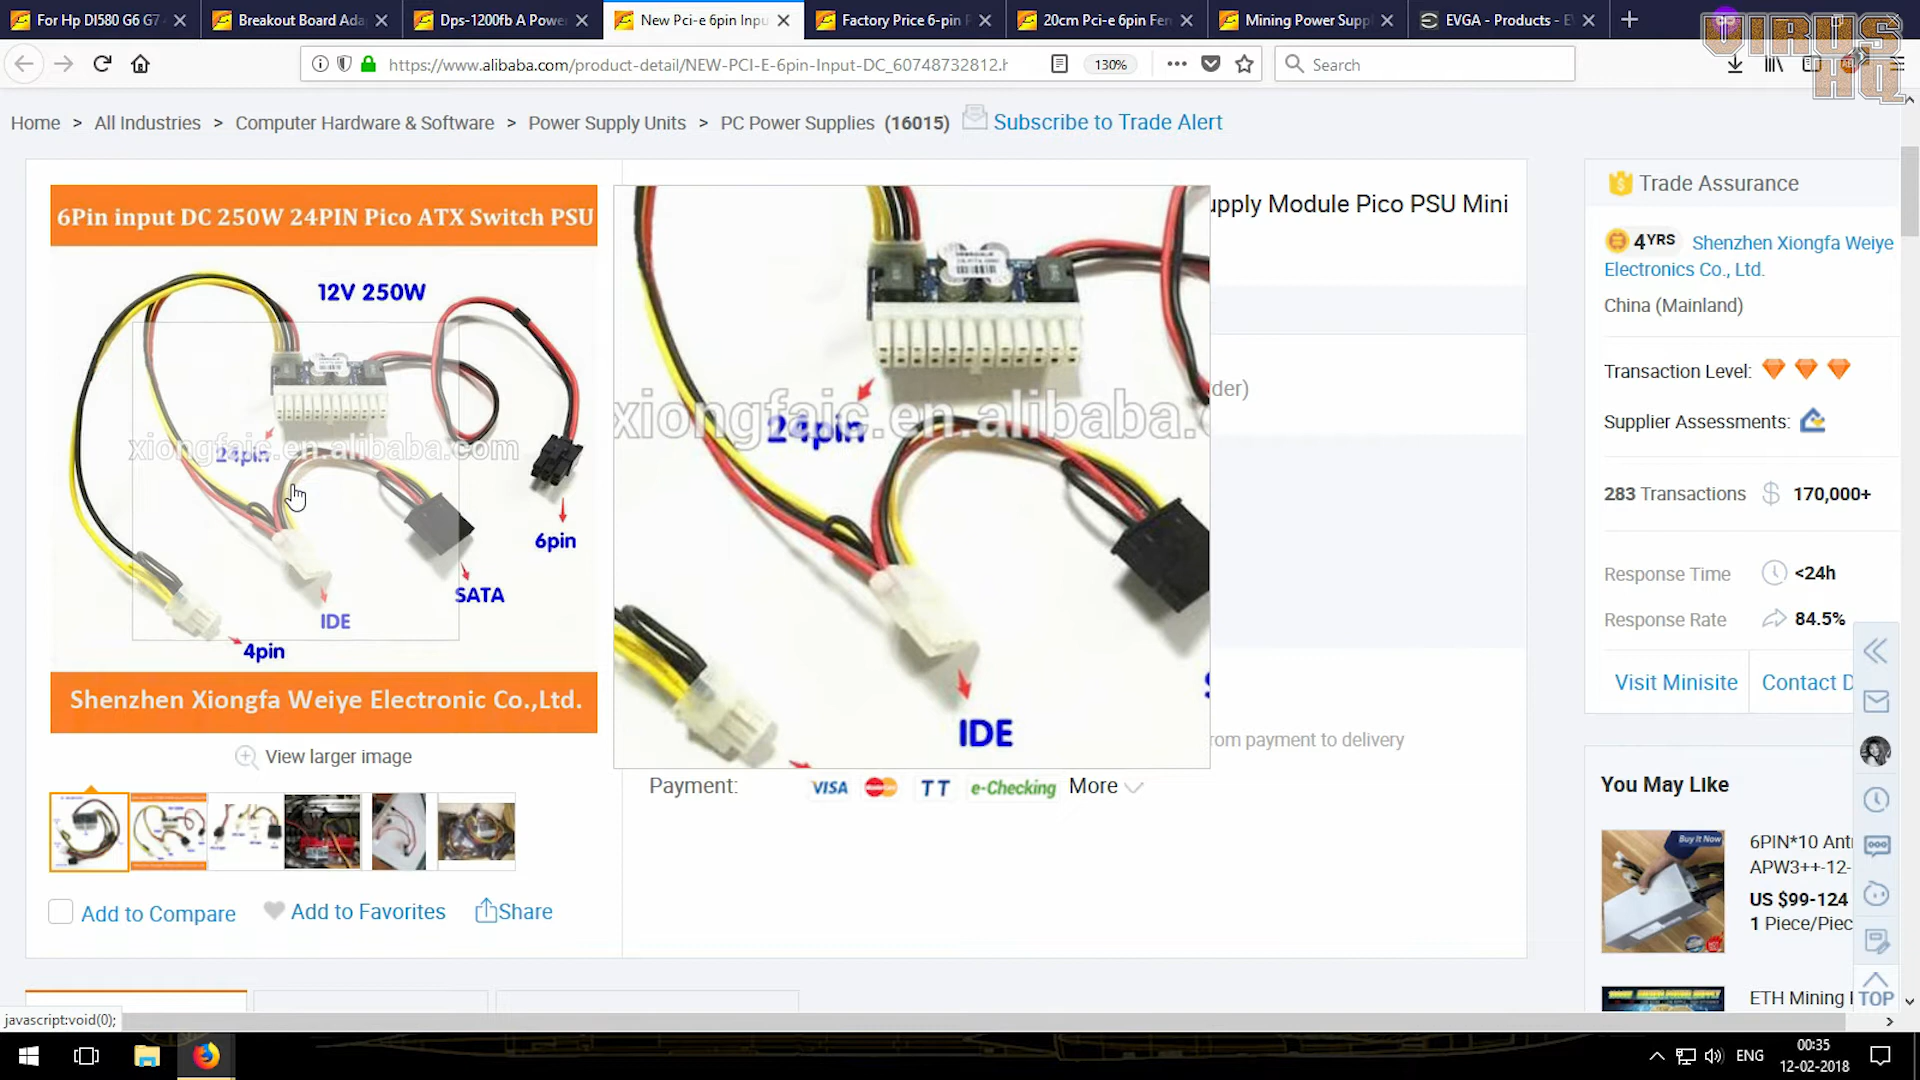 For Hp Dl580 G6 G7
Breakout Board Ada
Dps-1200fb A Power
New Pci-e 6pin Inpu
Factory Price 6-pin
20cm Pci-e 6pin Fem
Mining Power Supp
EVGA - Products - E
VIRUS
HQ
https://www.alibaba.com/product-detail/NEW-PCI-E-6pin-Input-DC_60748732812.h
130%
Search
Home > All Industries > Computer Hardware & Software > Power Supply Units > PC Power Supplies (16015) Subscribe to Trade Alert
6Pin input DC 250W 24PIN Pico ATX Switch PSU
12V 250W
24pin
xiongfaic.en.alibaba.com
6pin
SATA
IDE
4pin
Shenzhen Xiongfa Weiye Electronic Co.,Ltd.
View larger image
Add to Compare
Add to Favorites
Share
upply Module Pico PSU Mini
der)
xiongfaic.en.alibaba.
24pin
IDE
rom payment to delivery
Payment: VISA TT e-Checking More
Trade Assurance
4YRS Shenzhen Xiongfa Weiye
Electronics Co., Ltd.
China (Mainland)
Transaction Level:
Supplier Assessments:
283 Transactions $ 170,000+
Response Time <24h
Response Rate 84.5%
Visit Minisite
Contact D
You May Like
Buy It Now
6PIN*10 Ant
APW3++-12-
US $99-124
1 Piece/Piec
ETH Mining
TOP
javascript:void(0);
ENG
00:35
12-02-2018